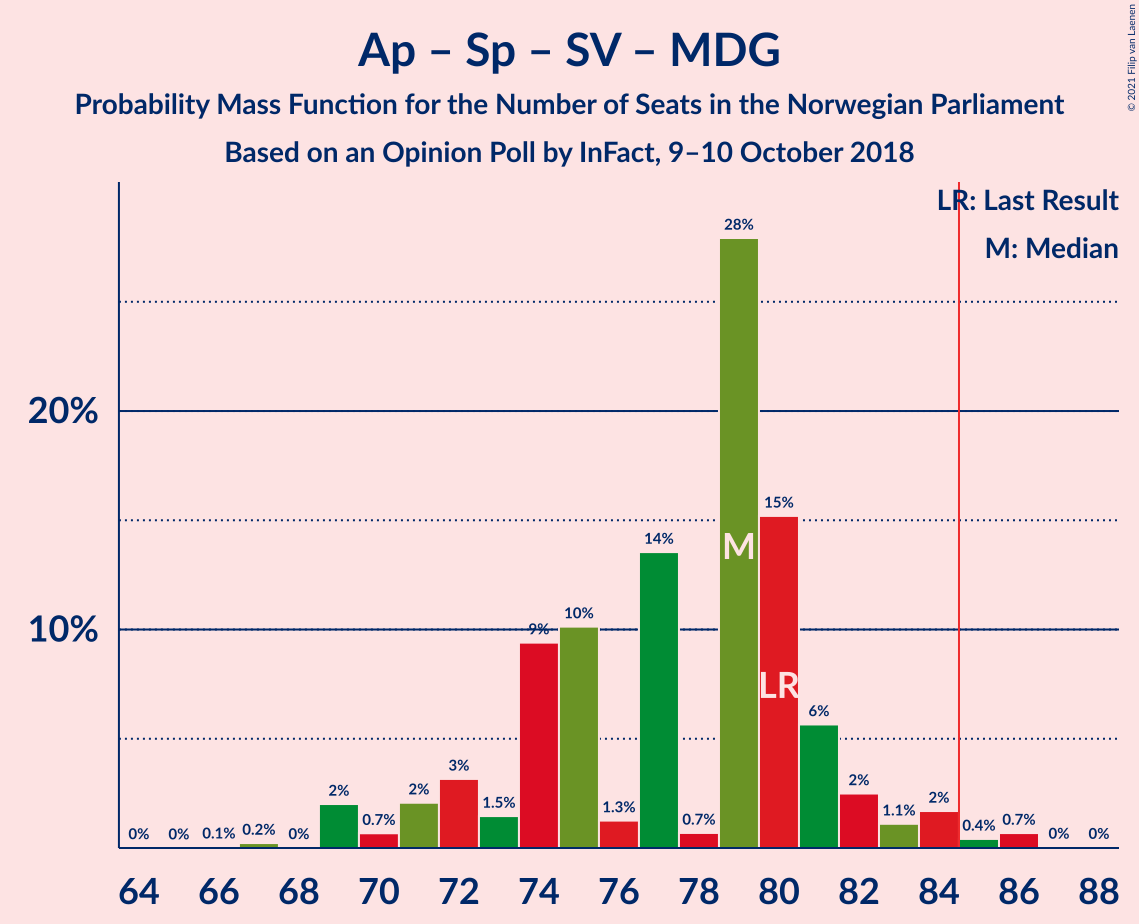 Ap – Sp – SV – MDG
Probability Mass Function for the Number of Seats in the Norwegian Parliament
Based on an Opinion Poll by InFact, 9–10 October 2018
© 2021 Filip van Laenen
LR: Last Result
M: Median
20%
10%
0% 0% 0.1% 0.2% 0% 2% 0.7% 2% 3% 1.5% 9% 10% 1.3% 14% 0.7% 28% 15% 6% 2% 1.1% 2% 0.4% 0.7% 0% 0%
M
LR
64 66 68 70 72 74 76 78 80 82 84 86 88